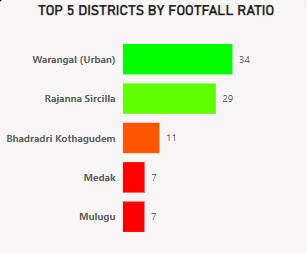 TOP 5 DISTRICTS BY FOOTFALL RATIO
Warangal (Urban) 34
Rajanna Sircilla 29
Bhadradri Kothagudem 11
Medak 7
Mulugu 7